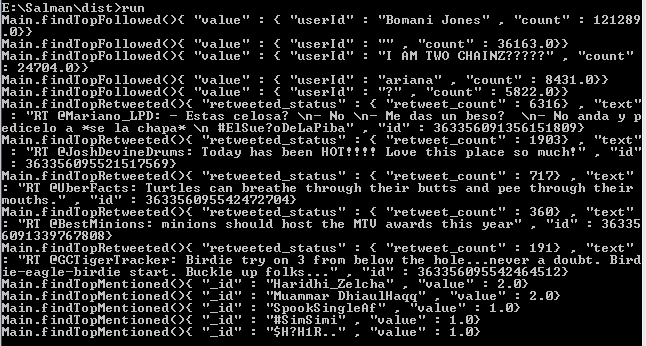 E:\Salman\dist>run
Main.findTopFollowed(){ "value" : { "userId" : "Bomani Jones" , "count" : 121289
.0}}
Main.findTopFollowed(){ "value" : { "userId" : "" , "count" : 36163.0}}
Main.findTopFollowed(){ "value" : { "userId" : "I AM TWO CHAINZ?????" , "count"
: 24704.0}}
Main.findTopFollowed(){ "value" : { "userId" : "ariana" , "count" : 8431.0}}
Main.findTopFollowed(){ "value" : { "userId" : "?" , "count" : 5822.0}}
Main.findTopRetweeted(){ "retweeted_status" : { "retweet_count" : 6316} , "text"
 : "RT @Mariano_LPD: - Estas celosa? \n- No \n- Me das un beso?  \n- No anda y p
edicelo a *se la chapa* \n #ElSue?oDeLaPiba" , "id" : 363356091356151809}
Main.findTopRetweeted(){ "retweeted_status" : { "retweet_count" : 1903} , "text"
 : "RT @JoshDevineDrums: Today has been HOT!!!! Love this place so much!" , "id"
 : 363356095521517569}
Main.findTopRetweeted(){ "retweeted_status" : { "retweet_count" : 717} , "text"
: "RT @UberFacts: Turtles can breathe through their butts and pee through their
mouths." , "id" : 363356095542472704}
Main.findTopRetweeted(){ "retweeted_status" : { "retweet_count" : 360} , "text"
: "RT @BestMinions: minions should host the MTV awards this year" , "id" : 36335
6091339767808}
Main.findTopRetweeted(){ "retweeted_status" : { "retweet_count" : 191} , "text"
: "RT @GCTigerTracker: Birdie try on 3 from below the hole...never a doubt. Bird
ie-eagle-birdie start. Buckle up folks..." , "id" : 363356095542464512}
Main.findTopMentioned(){ "_id" : "Haridhi_Zelcha" , "value" : 2.0}
Main.findTopMentioned(){ "_id" : "Muammar DhiaulHaqq" , "value" : 2.0}
Main.findTopMentioned(){ "_id" : "SpookSingleAf" , "value" : 1.0}
Main.findTopMentioned(){ "_id" : "#SimSimi" , "value" : 1.0}
Main.findTopMentioned(){ "_id" : "$H?H1R.." , "value" : 1.0}